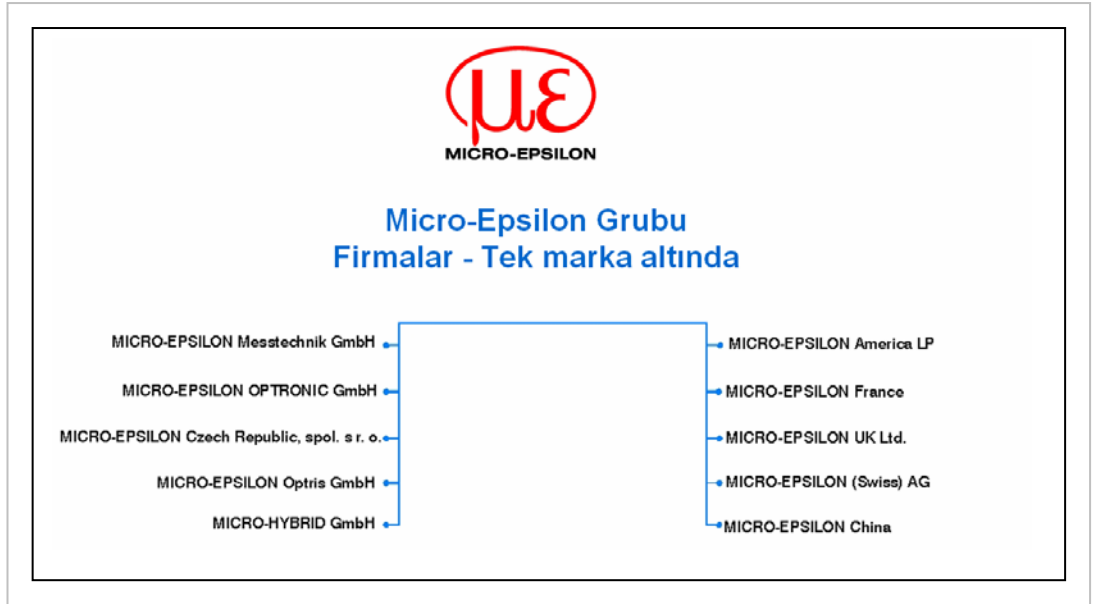 με
MICRO-EPSILON
Micro-Epsilon Grubu
Firmalar - Tek marka altında
MICRO-EPSILON Messtechnik GmbH
MICRO-EPSILON OPTRONIC GmbH
MICRO-EPSILON Czech Republic, spol. s r. o.
MICRO-EPSILON Optris GmbH
MICRO-HYBRID GmbH
MICRO-EPSILON America LP
MICRO-EPSILON France
MICRO-EPSILON UK Ltd.
MICRO-EPSILON (Swiss) AG
MICRO-EPSILON China